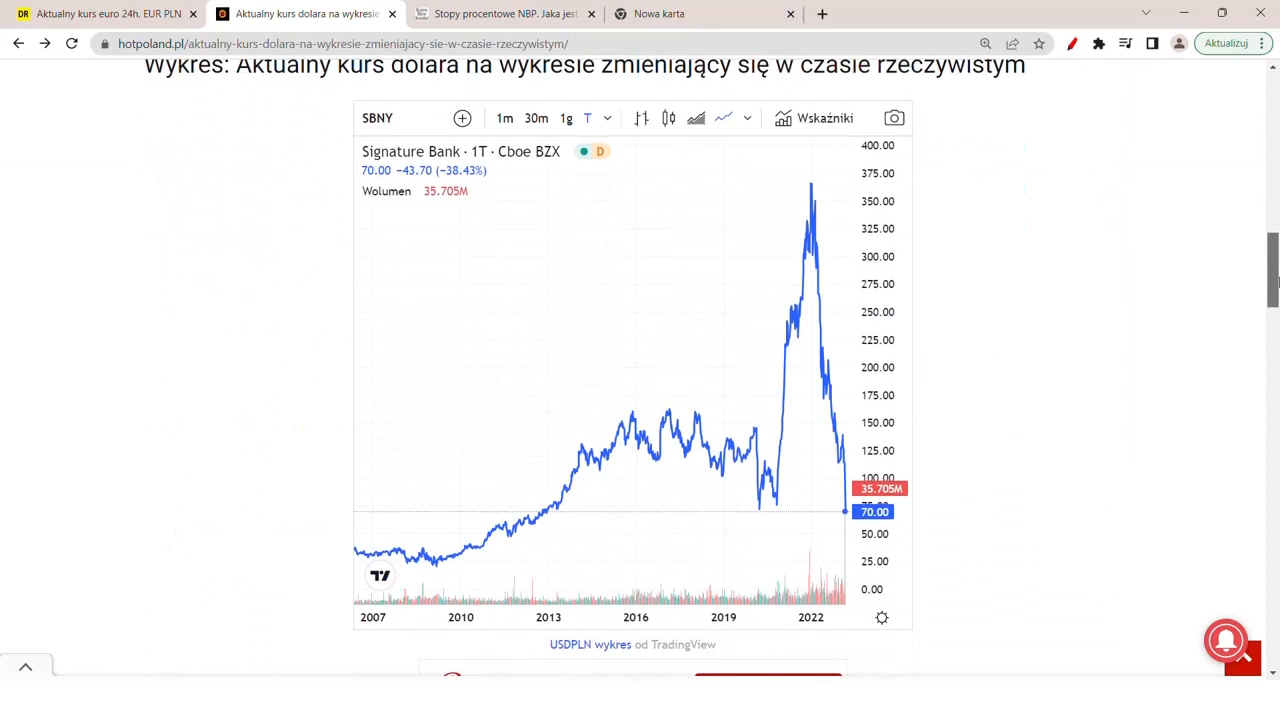 Aktualny kurs euro 24h. EUR PLN
Aktualny kurs dolara na wykresie
Stopy procentowe NBP. Jaka jest
Nowa karta
hotpoland.pl/aktualny-kurs-dolara-na-wykresie-zmieniajacy-sie-w-czasie-rzeczywistym/
Aktualizuj
Wykres: Aktualny kurs dolara na wykresie zmieniający się w czasie rzeczywistym
SBNY 1m 30m 1g T Wskaźniki
Signature Bank · 1T · Cboe BZX D
70.00 −43.70 (−38.43%)
Wolumen 35.705M
400.00
375.00
350.00
325.00
300.00
275.00
250.00
225.00
200.00
175.00
150.00
125.00
100.00
35.705M
70.00
50.00
25.00
0.00
2007 2010 2013 2016 2019 2022
USDPLN wykres od TradingView